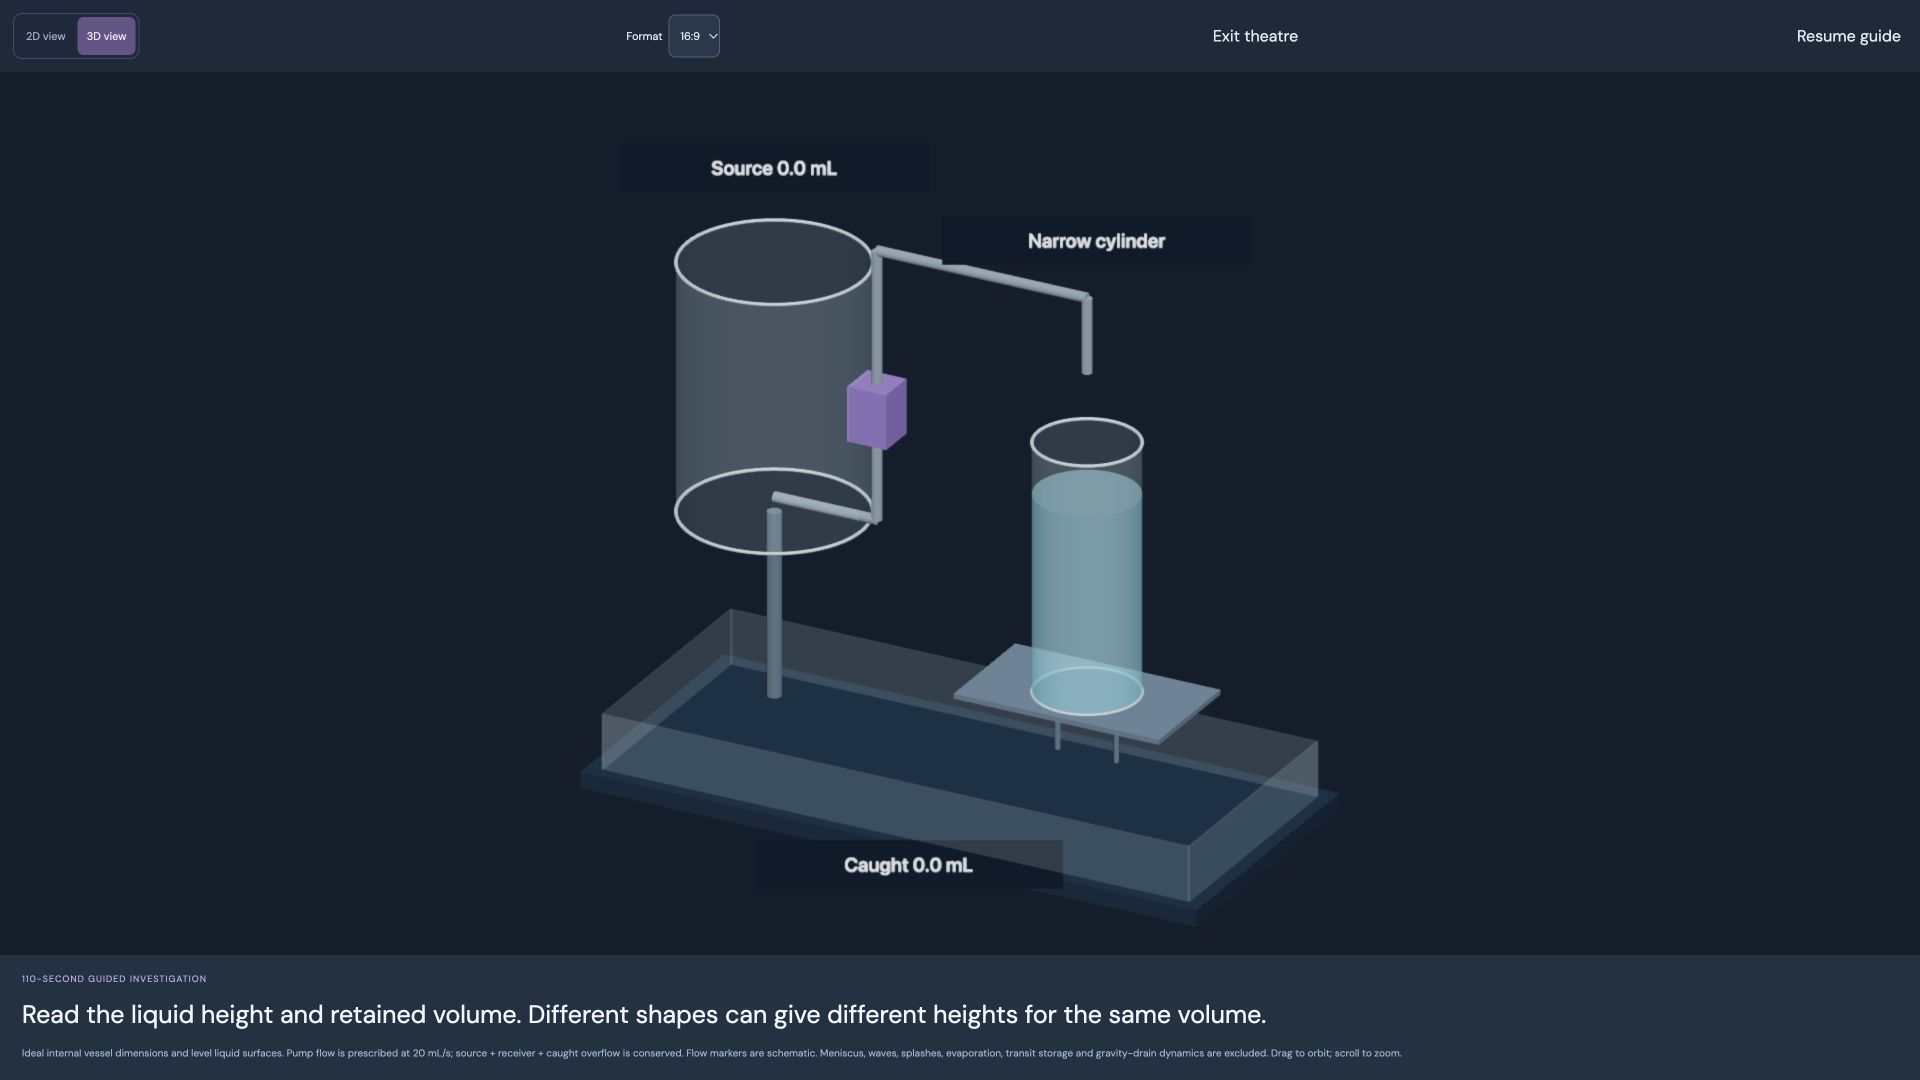 2D view
3D view
Format
16:9
Exit theatre
Resume guide
Source 0.0 mL
Narrow cylinder
Caught 0.0 mL
110-SECOND GUIDED INVESTIGATION
Read the liquid height and retained volume. Different shapes can give different heights for the same volume.
Ideal internal vessel dimensions and level liquid surfaces. Pump flow is prescribed at 20 mL/s; source + receiver + caught overflow is conserved. Flow markers are schematic. Meniscus, waves, splashes, evaporation, transit storage and gravity-drain dynamics are excluded. Drag to orbit; scroll to zoom.